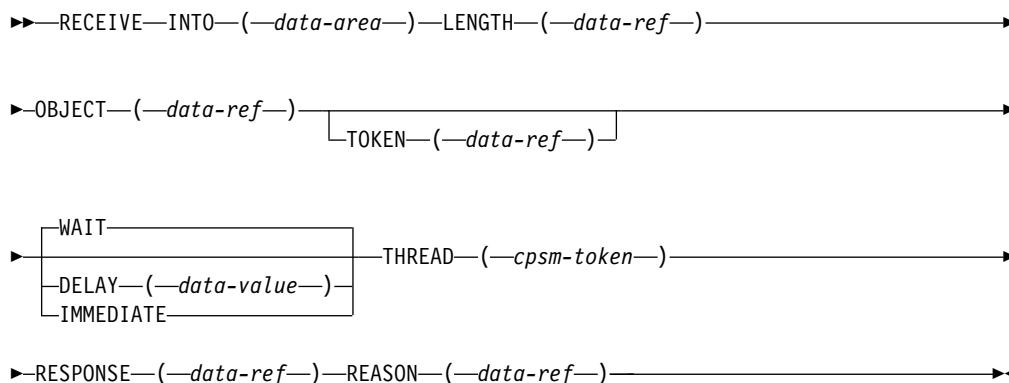 RECEIVE INTO ( data-area ) LENGTH ( data-ref )
OBJECT ( data-ref )
TOKEN ( data-ref )
WAIT
THREAD ( cpsm-token )
DELAY ( data-value )
IMMEDIATE
RESPONSE ( data-ref ) REASON ( data-ref )